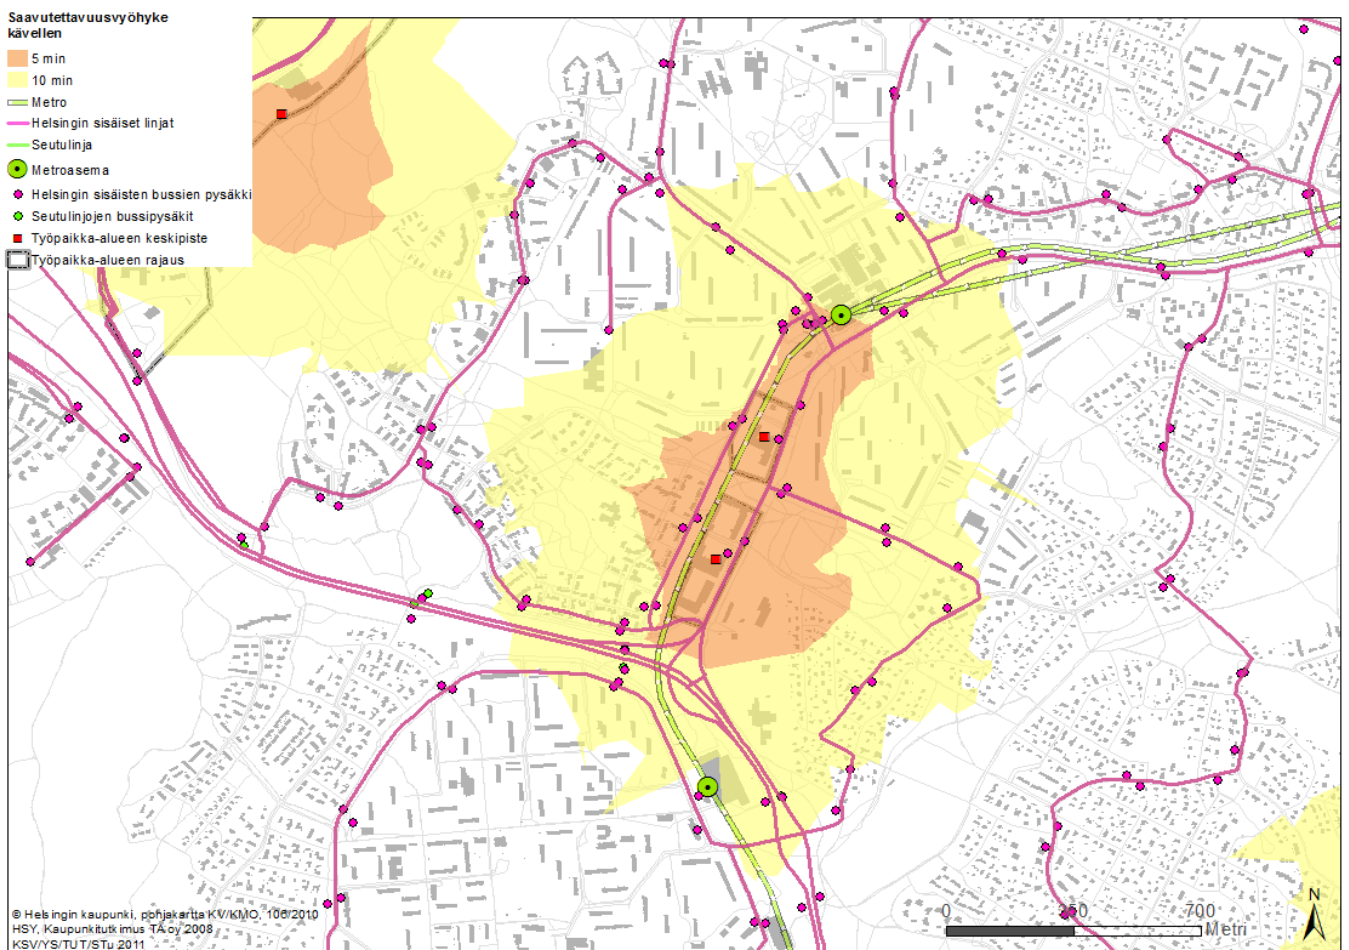 Saavutettavuusvyöhyke
kävellen
5 min
10 min
Metro
Helsingin sisäiset linjat
Seutulinja
Metroasema
Helsingin sisäisten bussien pysäkki
Seutulinjojen bussipysäkit
Työpaikka-alueen keskipiste
Työpaikka-alueen rajaus
0 350 700
Metri
N
© Helsingin kaupunki, pohjakartta KV/KMO, 106/2010
HSY, Kaupunkitutkimus TA oy 2008
KSV/YS/TUT/STu 2011